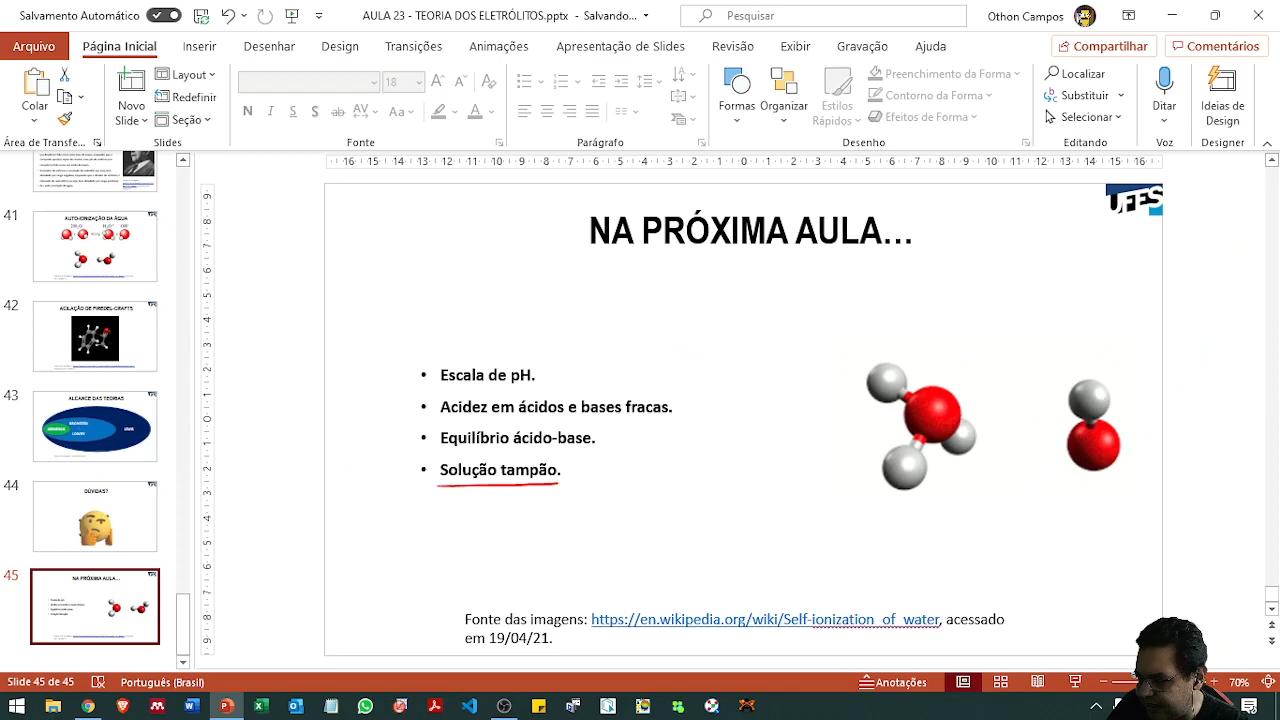 Salvamento Automático
AULA 23 - TEORIA DOS ELETRÓLITOS.pptx - Salvando...
Pesquisar
Othon Campos
Arquivo
Página Inicial
Inserir
Desenhar
Design
Transições
Animações
Apresentação de Slides
Revisão
Exibir
Gravação
Ajuda
Compartilhar
Comentários
Colar
Novo
Slide
Layout
Redefinir
Seção
18
Formas
Organizar
Estilos
Rápidos
Preenchimento da Forma
Contorno da Forma
Efeitos de Forma
Localizar
Substituir
Selecionar
Ditar
Ideias de
Design
Área de Transfe...
Slides
Fonte
Parágrafo
Desenho
Editando
Voz
Designer
41
AUTO-IONIZAÇÃO DA ÁGUA
42
ACILAÇÃO DE FRIEDEL-CRAFTS
43
ALCANCE DAS TEORIAS
44
DÚVIDAS?
45
NA PRÓXIMA AULA...
UFES
NA PRÓXIMA AULA...
• Escala de pH.
• Acidez em ácidos e bases fracas.
• Equilíbrio ácido-base.
• Solução tampão.
Fonte das imagens: https://en.wikipedia.org/wiki/Self-ionization_of_water, acessado
em 19/04/21.
Slide 45 de 45
Português (Brasil)
Anotações
70%